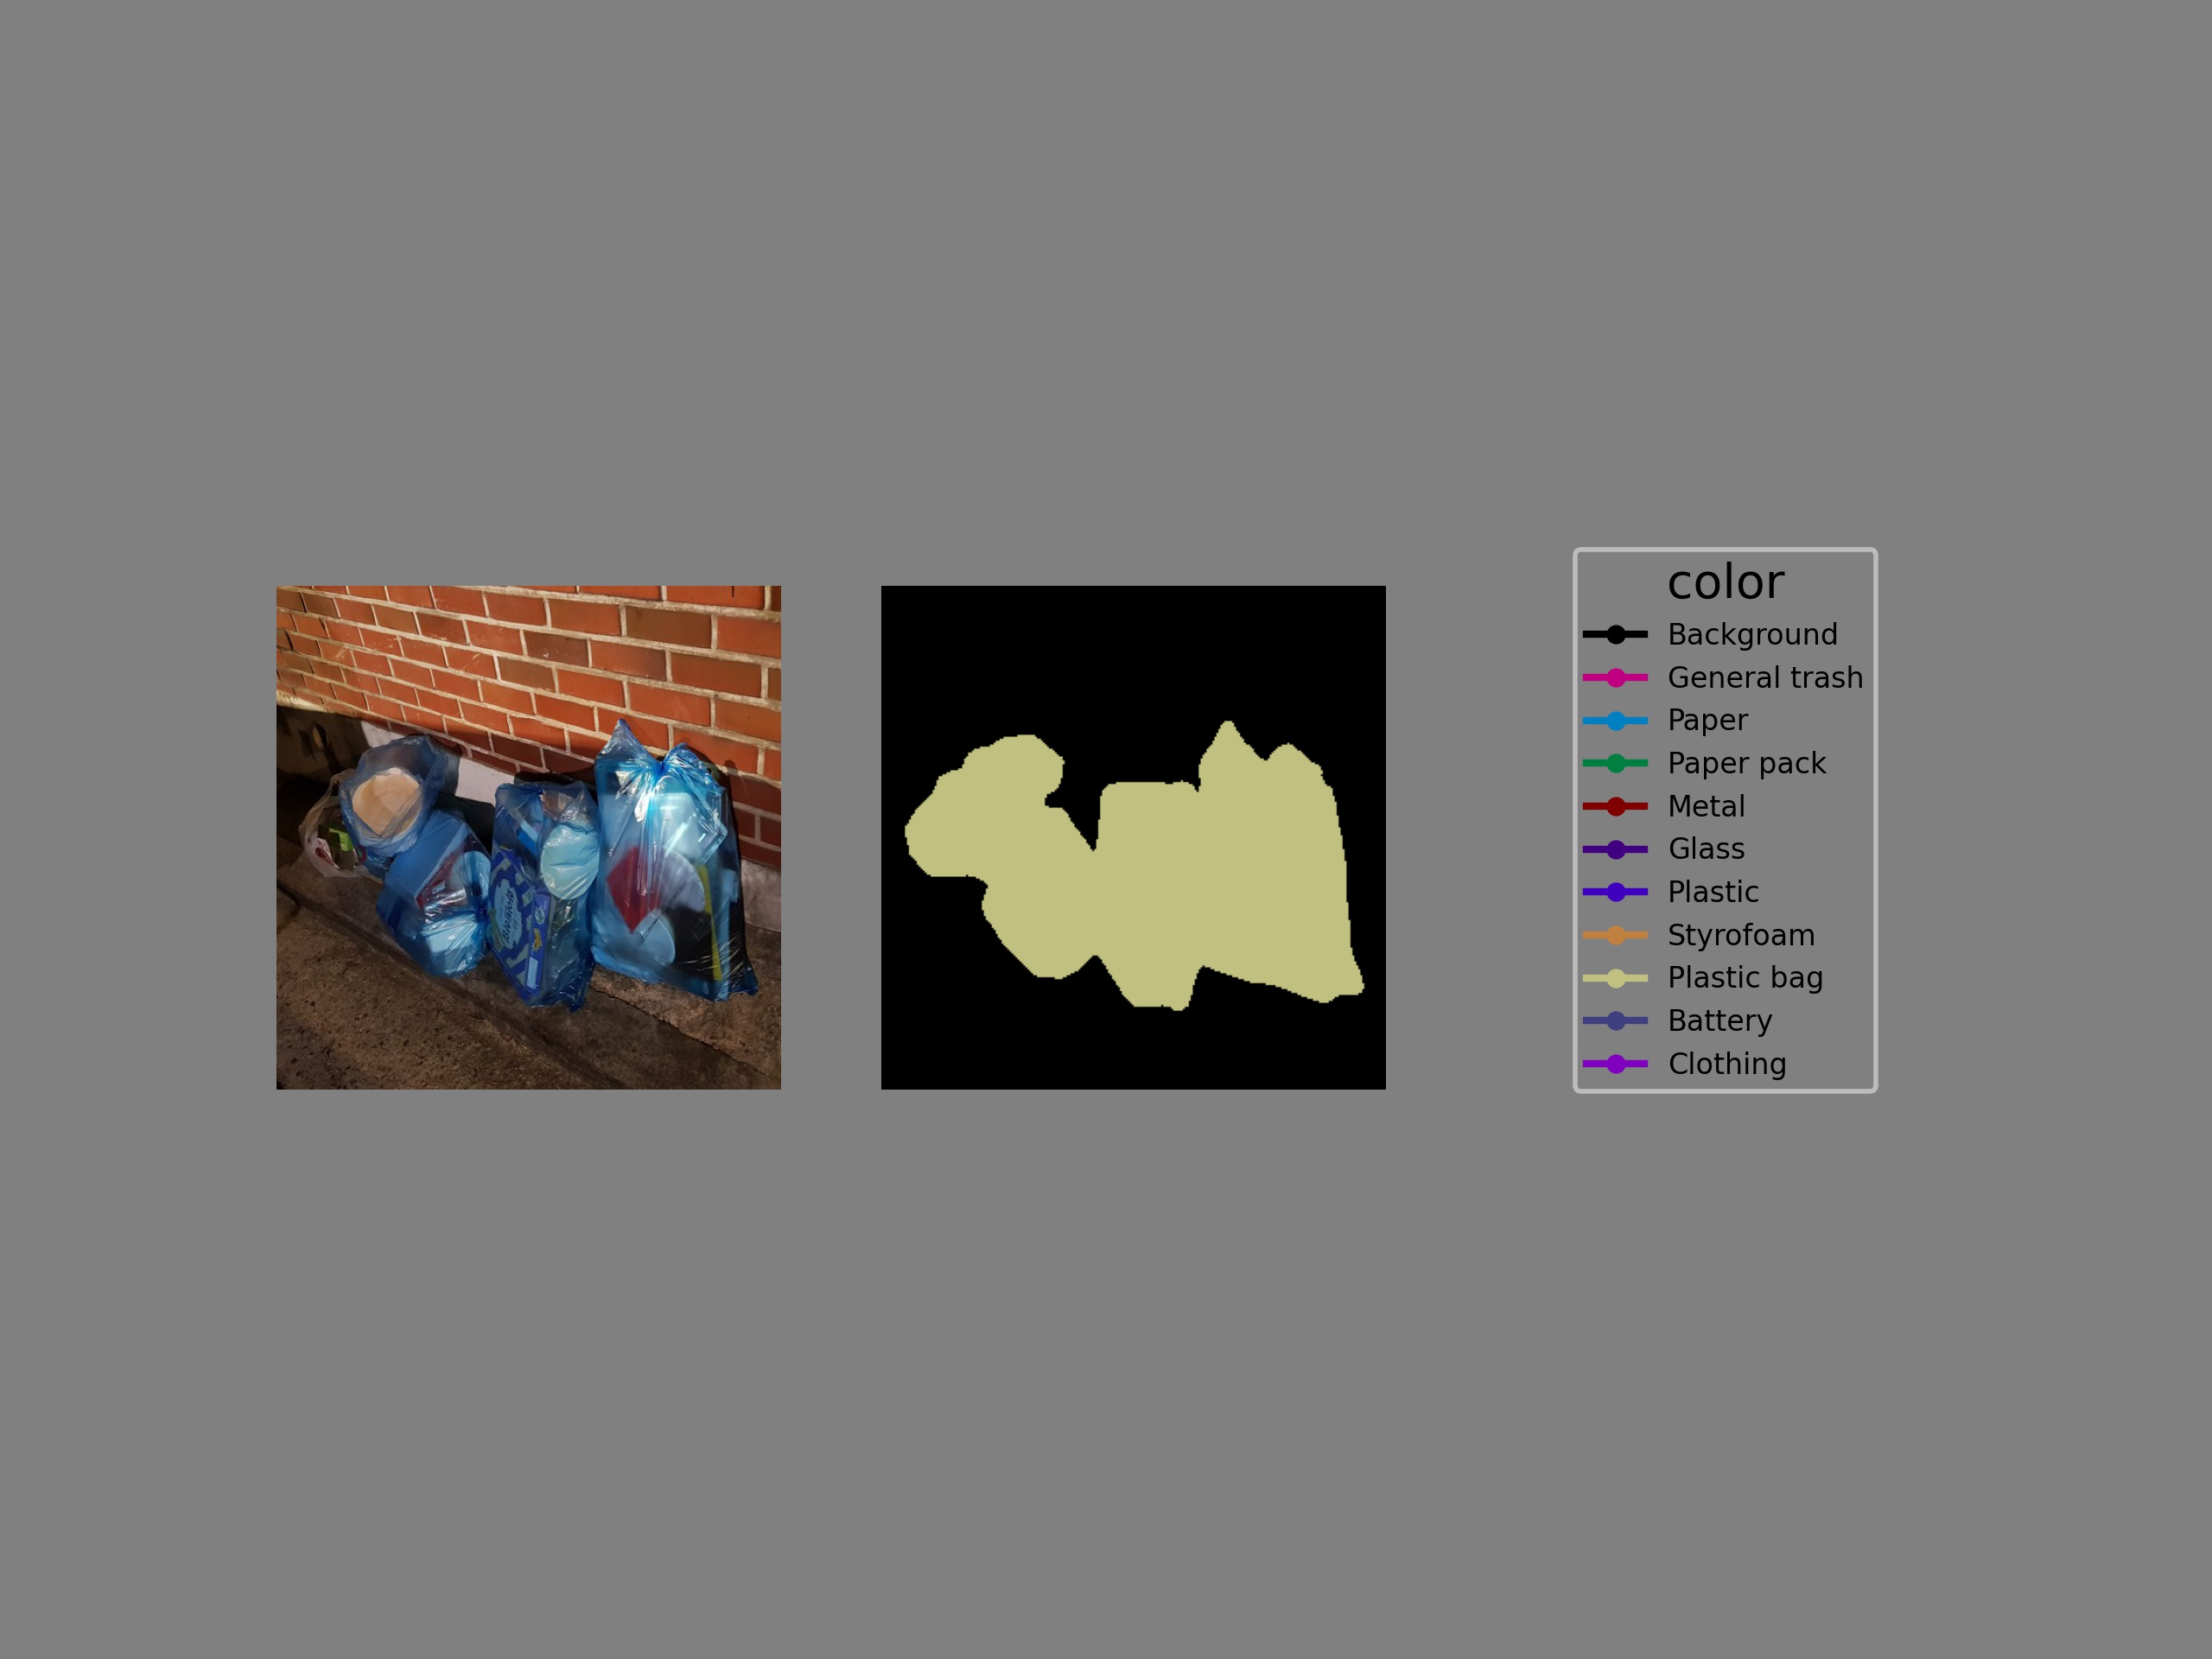 color
Background
General trash
Paper
Paper pack
Metal
Glass
Plastic
Styrofoam
Plastic bag
Battery
Clothing